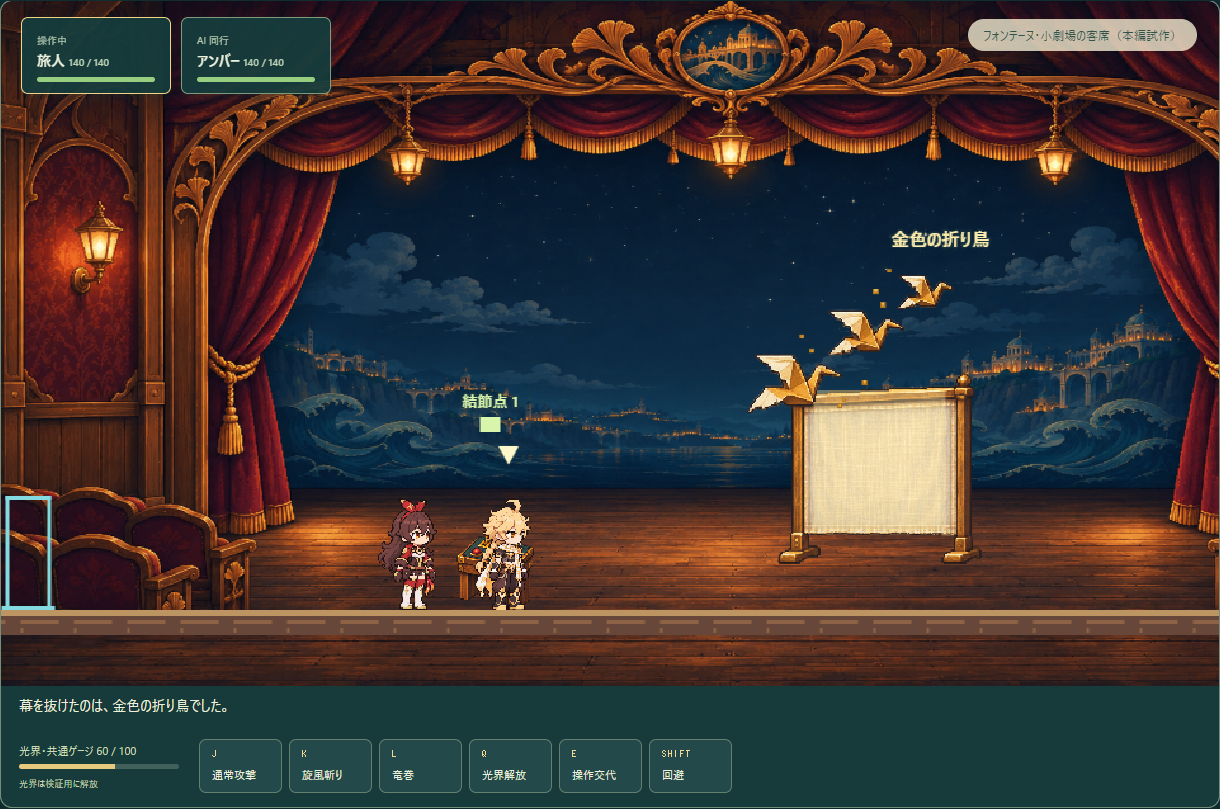 操作中
旅人 140 / 140
AI 同行
アンバー 140 / 140
フォンテーヌ・小劇場の客席（本編試作）
金色の折り鳥
結節点 1
幕を抜けたのは、金色の折り鳥でした。
光界・共通ゲージ 60 / 100
光界は検証用に解放
J
通常攻撃
K
旋風斬り
L
竜巻
Q
光界解放
E
操作交代
SHIFT
回避